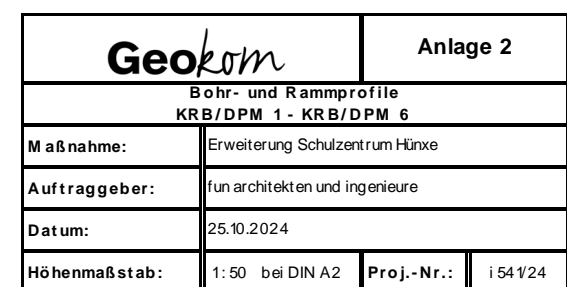 Geokom
Anlage 2
Bohr- und Rammprofile
KRB/DPM 1 - KRB/DPM 6
Maßnahme: Erweiterung Schulzentrum Hünxe
Auftraggeber: fun architekten und ingenieure
Datum: 25.10.2024
Höhenmaßstab: 1:50 bei DIN A2 Proj.-Nr.: i 541/24